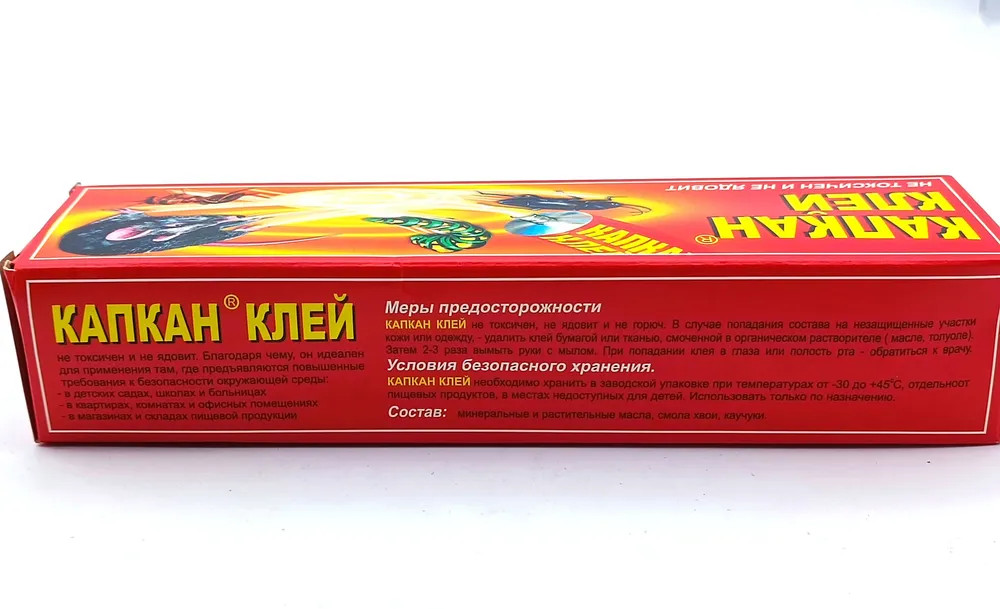 НЕ ТОКСИЧЕН И НЕ ЯДОВИТ
КАПКАН®
КЛЕЙ
КАПКАН
КЛЕЙ
КАПКАН® КЛЕЙ
не токсичен и не ядовит. Благодаря чему, он идеален
для применения там, где предъявляются повышенные
требования к безопасности окружающей среды:
- в детских садах, школах и больницах
- в квартирах, комнатах и офисных помещениях
- в магазинах и складах пищевой продукции
Меры предосторожности
КАПКАН КЛЕЙ не токсичен, не ядовит и не горюч. В случае попадания состава на незащищенные участки
кожи или одежду, - удалить клей бумагой или тканью, смоченной в органическом растворителе ( масле, толуоле).
Затем 2-3 раза вымыть руки с мылом. При попадании клея в глаза или полость рта - обратиться к врачу.
Условия безопасного хранения.
КАПКАН КЛЕЙ необходимо хранить в заводской упаковке при температурах от -30 до +45°С, отдельноот
пищевых продуктов, в местах недоступных для детей. Использовать только по назначению.
Состав: минеральные и растительные масла, смола хвои, каучуки.